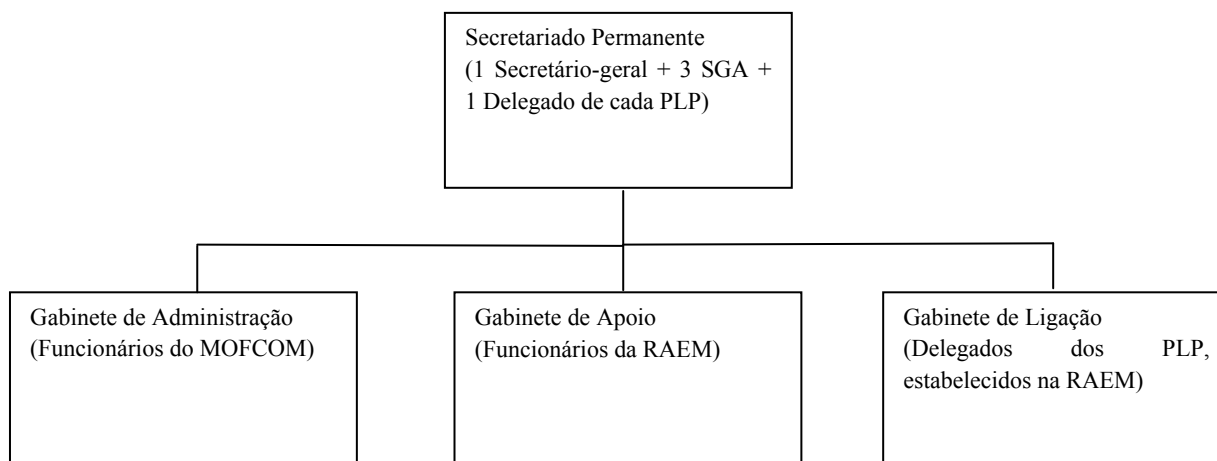 Secretariado Permanente
(1 Secretário-geral + 3 SGA +
1 Delegado de cada PLP)
Gabinete de Administração
(Funcionários do MOFCOM)
Gabinete de Apoio
(Funcionários da RAEM)
Gabinete de Ligação
(Delegados dos PLP,
estabelecidos na RAEM)